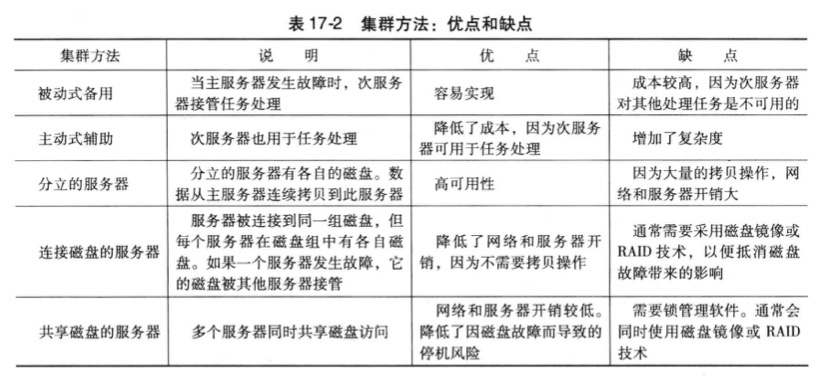 表 17-2 集群方法：优点和缺点
集群方法 说 明 优 点 缺 点
被动式备用
当主服务器发生故障时，次服务
器接管任务处理
容易实现
成本较高，因为次服务器
对其他处理任务是不可用的
主动式辅助
次服务器也用于任务处理
降低了成本，因为次服务
器可用于任务处理
增加了复杂度
分立的服务器
分立的服务器有各自的磁盘。数
据从主服务器连续拷贝到此服务器
高可用性
因为大量的拷贝操作，网
络和服务器开销大
连接磁盘的服务器
服务器被连接到同一组磁盘，但
每个服务器在磁盘组中有各自磁
盘。如果一个服务器发生故障，它
的磁盘被其他服务器接管
降低了网络和服务器开
销，因为不需要拷贝操作
通常需要采用磁盘镜像或
RAID 技术，以便抵消磁盘
故障带来的影响
共享磁盘的服务器
多个服务器同时共享磁盘访问
网络和服务器开销较低。
降低了因磁盘故障而导致的
停机风险
需要锁管理软件。通常会
同时使用磁盘镜像或 RAID
技术